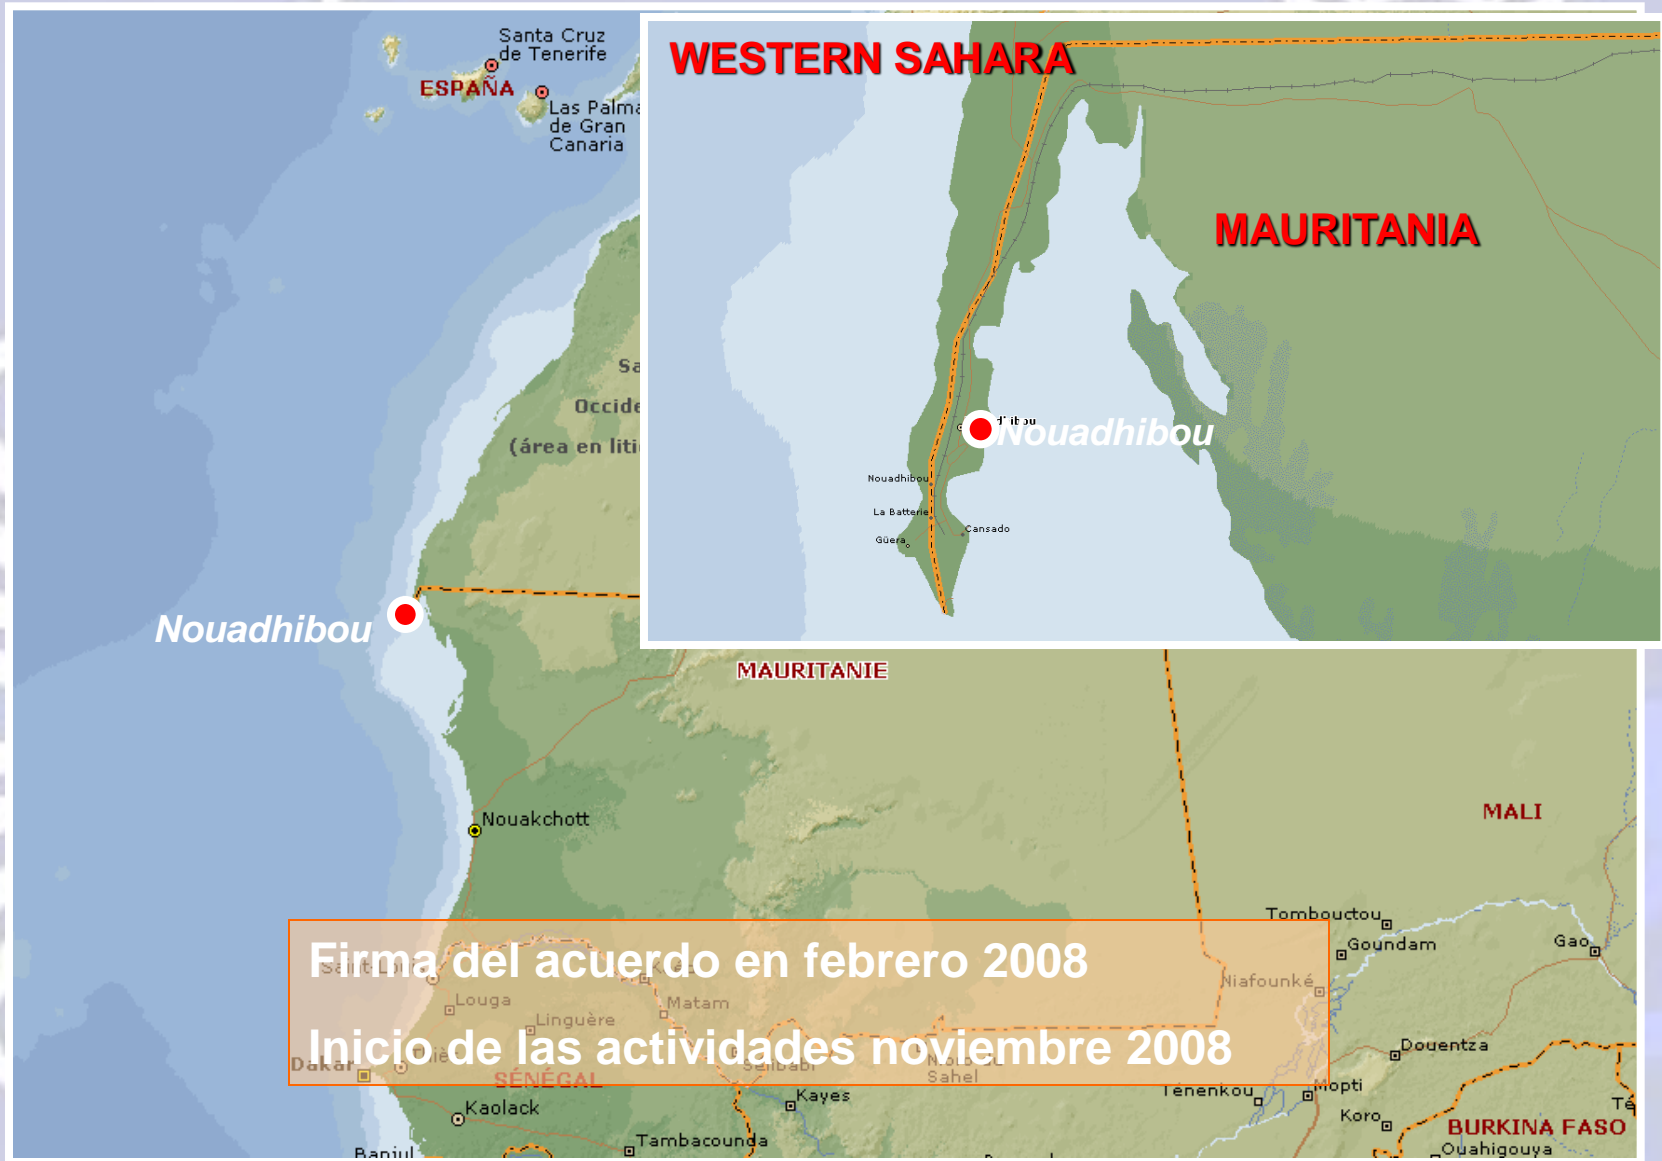 Santa Cruz
de Tenerife
ESPAÑA
Las Palma
de Gran
Canaria
WESTERN SAHARA
MAURITANIA
Sa
Occide
(área en liti
Nouadhibou
Nouadhibou
La Batterie
Cansado
Güera
Nouadhibou
MAURITANIE
Nouakchott
MALI
Tombouctou
Goundam
Gao
Firma del acuerdo en febrero 2008
Niafounké
Louga
Matam
Linguère
Inicio de las actividades noviembre 2008
Douentza
Dakar
Sahel
SÉNÉGAL
Kayes
Ténenkou
Mopti
Kaolack
Koro
Té
BURKINA FASO
Tambacounda
Ouahigouya
Banjul